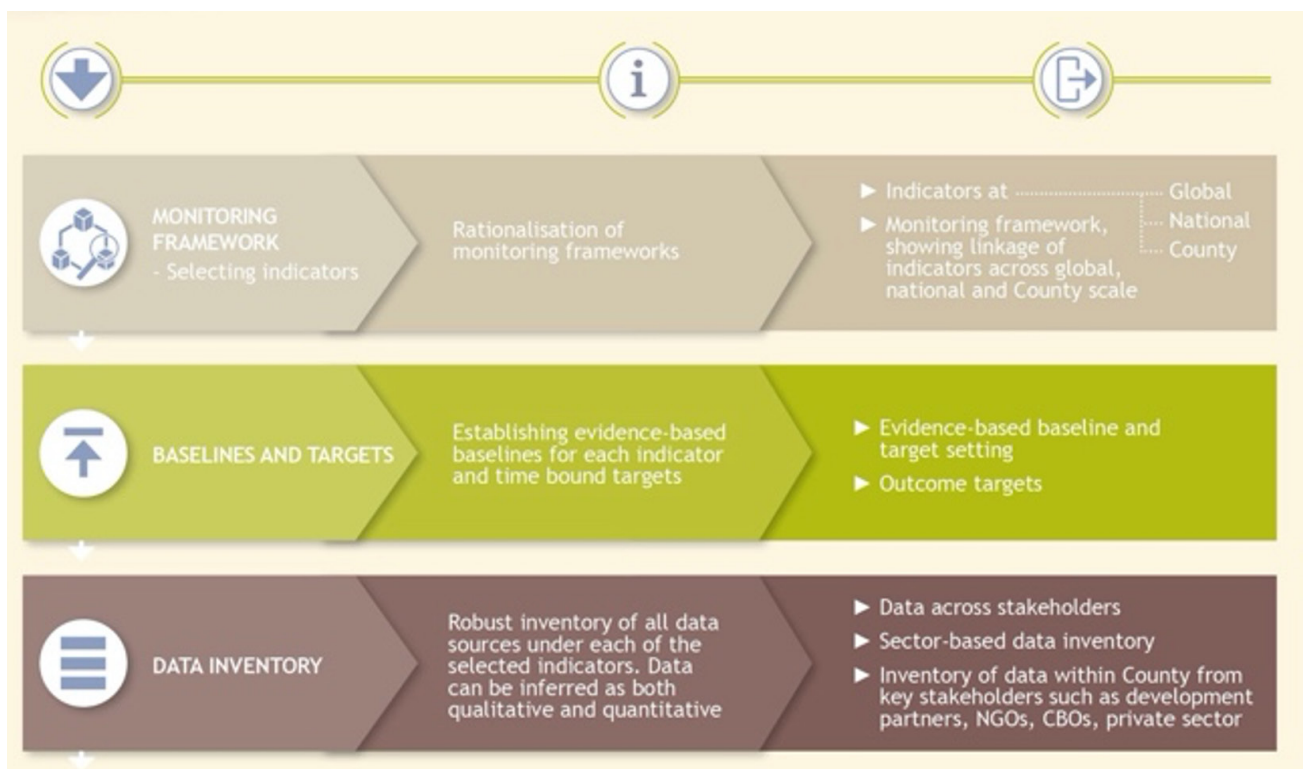 i
MONITORING
FRAMEWORK
- Selecting indicators
Rationalisation of
monitoring frameworks
► Indicators at ........................ Global
National
County
► Monitoring framework,
showing linkage of
indicators across global,
national and County scale
BASELINES AND TARGETS
Establishing evidence-based
baselines for each indicator
and time bound targets
► Evidence-based baseline and
target setting
► Outcome targets
DATA INVENTORY
Robust inventory of all data
sources under each of the
selected indicators. Data
can be inferred as both
qualitative and quantitative
► Data across stakeholders
► Sector-based data inventory
► Inventory of data within County from
key stakeholders such as development
partners, NGOs, CBOs, private sector